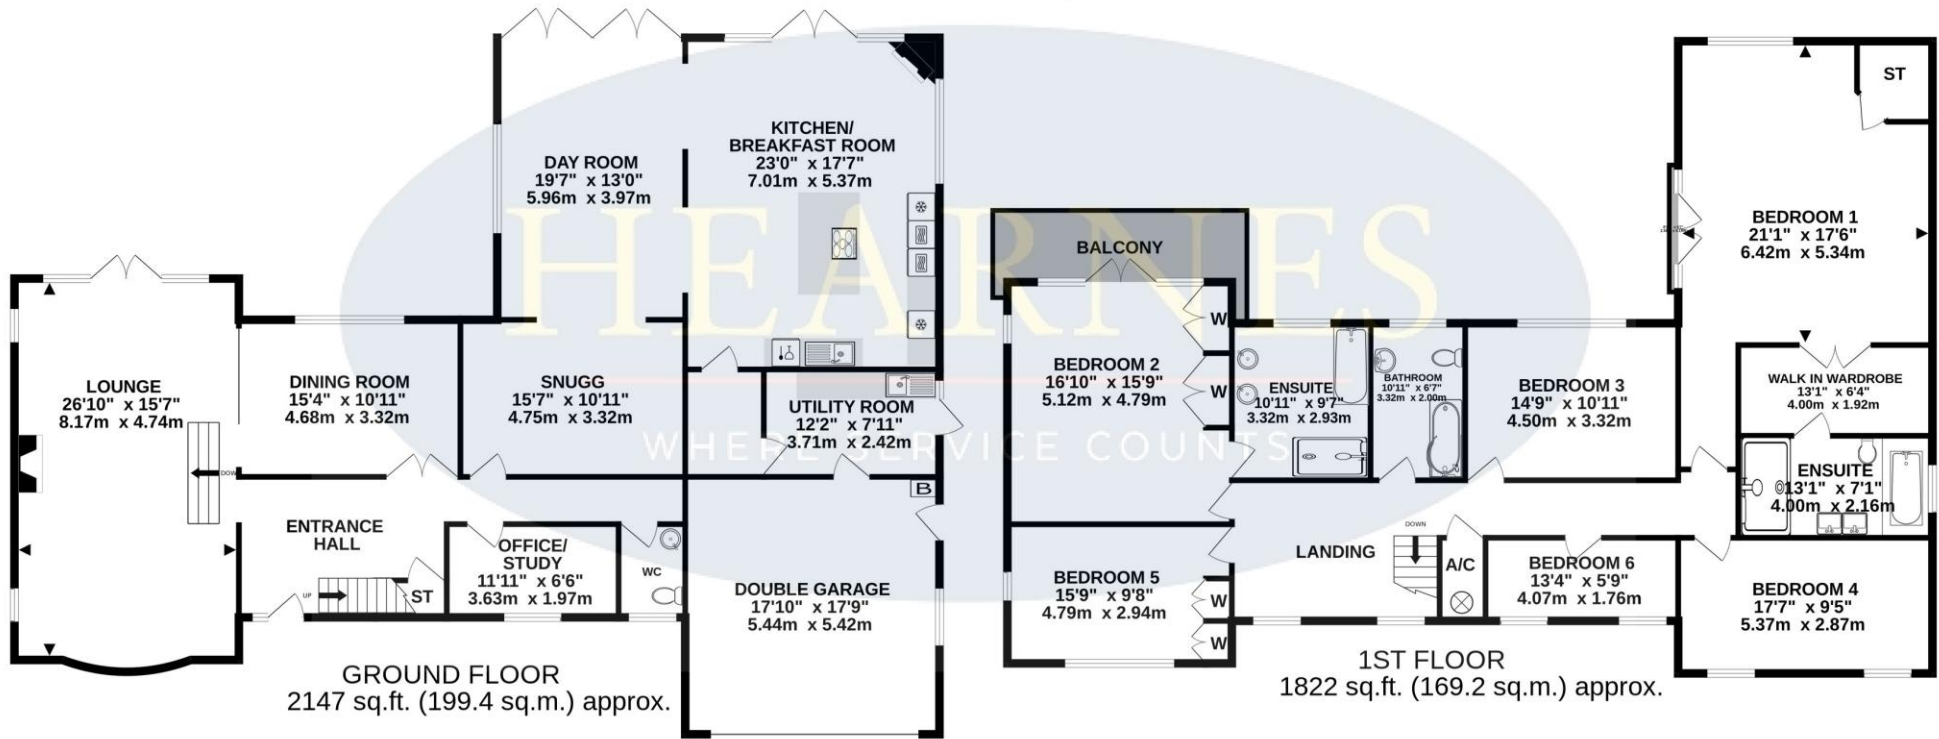 KITCHEN/
BREAKFAST ROOM
23'0" x 17'7"
7.01m x 5.37m
DAY ROOM
19'7" x 13'0"
5.96m x 3.97m
LOUNGE
26'10" x 15'7"
8.17m x 4.74m
DINING ROOM
15'4" x 10'11"
4.68m x 3.32m
SNUGG
15'7" x 10'11"
4.75m x 3.32m
UTILITY ROOM
12'2" x 7'11"
3.71m x 2.42m
B
ENTRANCE
HALL
UP
ST
OFFICE/
STUDY
11'11" x 6'6"
3.63m x 1.97m
WC
DOUBLE GARAGE
17'10" x 17'9"
5.44m x 5.42m
GROUND FLOOR
2147 sq.ft. (199.4 sq.m.) approx.
HEARNES
WHERE SERVICE COUNTS
BALCONY
BEDROOM 2
16'10" x 15'9"
5.12m x 4.79m
W
W
ENSUITE
10'11" x 9'7"
3.32m x 2.93m
BATHROOM
10'11" x 6'7"
3.32m x 2.00m
BEDROOM 3
14'9" x 10'11"
4.50m x 3.32m
ST
BEDROOM 1
21'1" x 17'6"
6.42m x 5.34m
WALK IN WARDROBE
13'1" x 6'4"
4.00m x 1.92m
ENSUITE
13'1" x 7'1"
4.00m x 2.16m
LANDING
DOWN
A/C
BEDROOM 5
15'9" x 9'8"
4.79m x 2.94m
W
W
BEDROOM 6
13'4" x 5'9"
4.07m x 1.76m
BEDROOM 4
17'7" x 9'5"
5.37m x 2.87m
1ST FLOOR
1822 sq.ft. (169.2 sq.m.) approx.